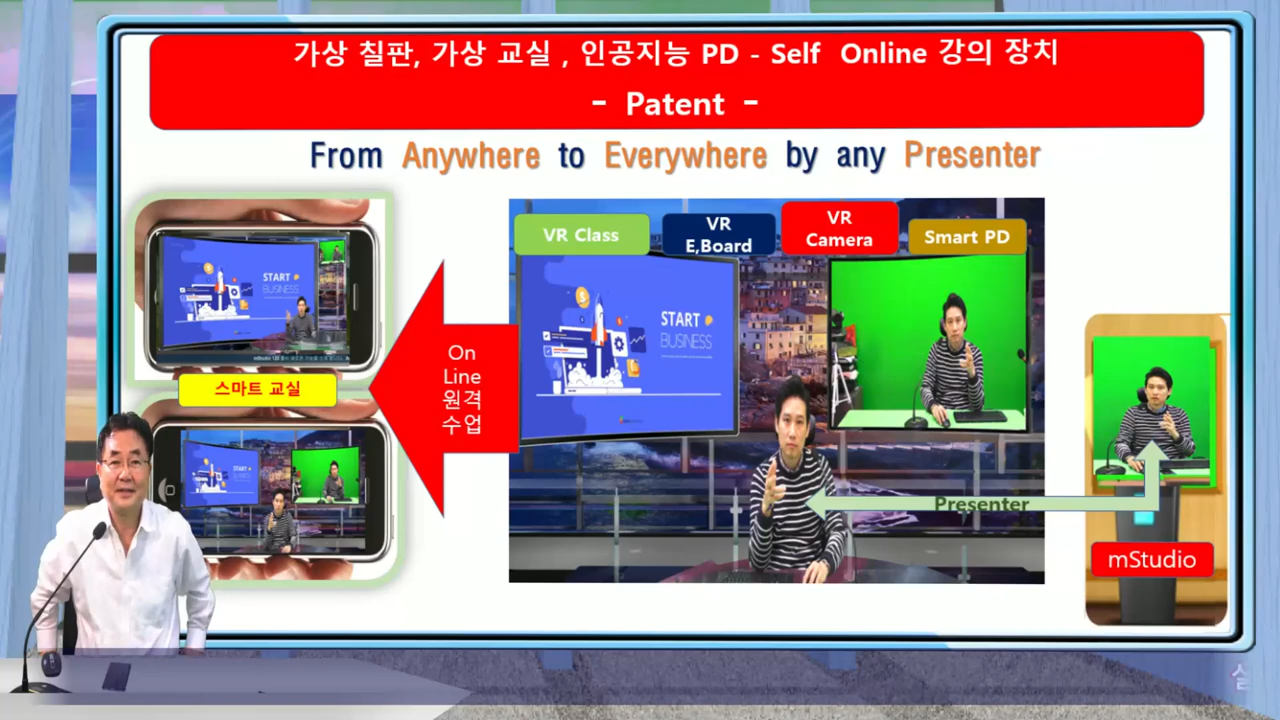 가상 칠판, 가상 교실 , 인공지능 PD - Self Online 강의 장치
- Patent -
From Anywhere to Everywhere by any Presenter
VR Class
VR
E,Board
VR
Camera
Smart PD
START
BUSINESS
START
BUSINESS
On
Line
원격
수업
스마트 교실
START
BUSINESS
Presenter
mStudio